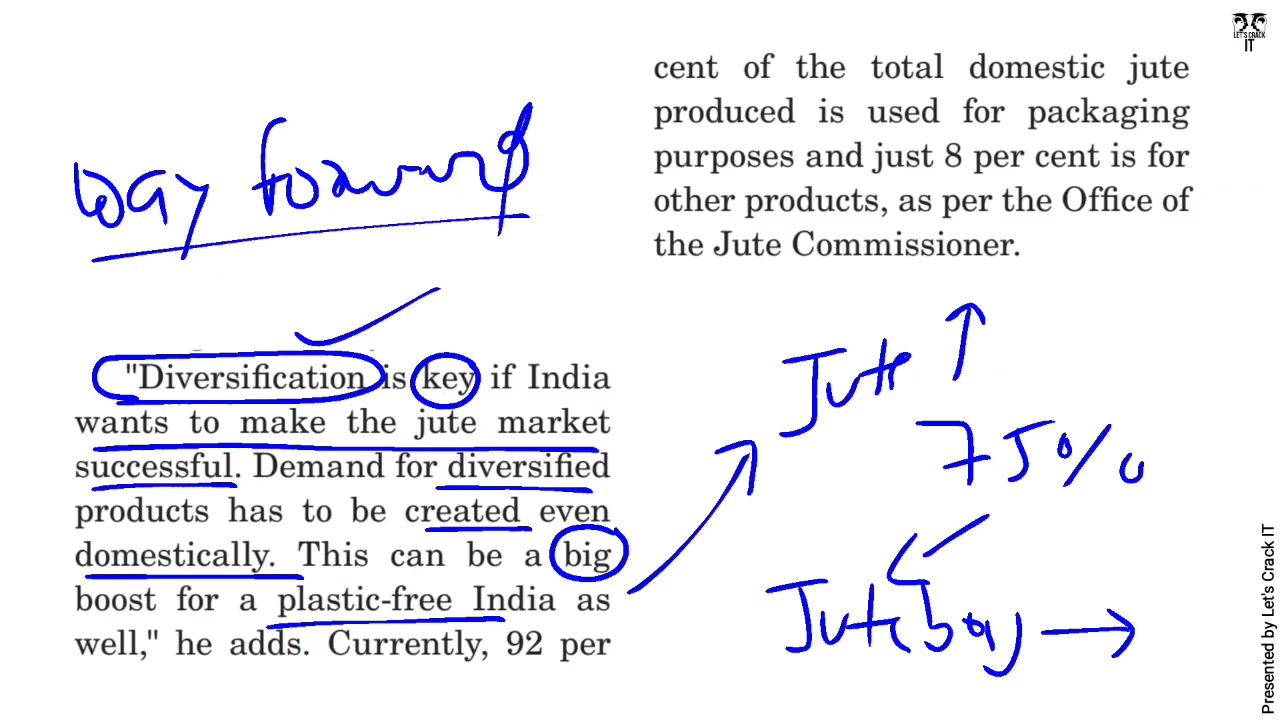 way forward
"Diversification is key if India
wants to make the jute market
successful. Demand for diversified
products has to be created even
domestically. This can be a big
boost for a plastic-free India as
well," he adds. Currently, 92 per
cent of the total domestic jute
produced is used for packaging
purposes and just 8 per cent is for
other products, as per the Office of
the Jute Commissioner.
Jute
75%
Jute bag
LET'S CRACK
IT
Presented by Let's Crack IT